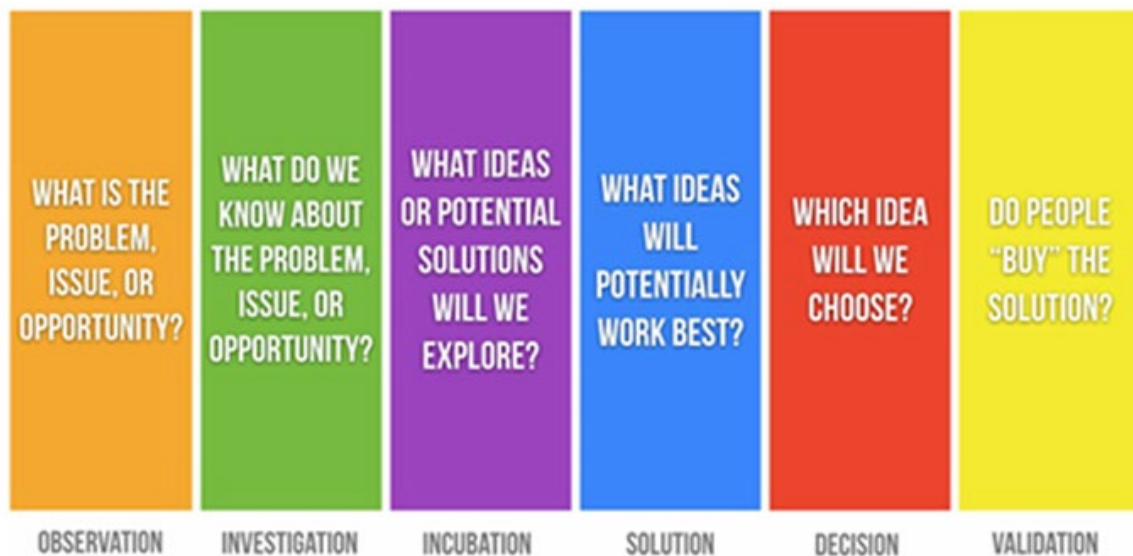 WHAT IS THE
PROBLEM,
ISSUE, OR
OPPORTUNITY?
WHAT DO WE
KNOW ABOUT
THE PROBLEM,
ISSUE, OR
OPPORTUNITY?
WHAT IDEAS
OR POTENTIAL
SOLUTIONS
WILL WE
EXPLORE?
WHAT IDEAS
WILL
POTENTIALLY
WORK BEST?
WHICH IDEA
WILL WE
CHOOSE?
DO PEOPLE
“BUY” THE
SOLUTION?
OBSERVATION
INVESTIGATION
INCUBATION
SOLUTION
DECISION
VALIDATION